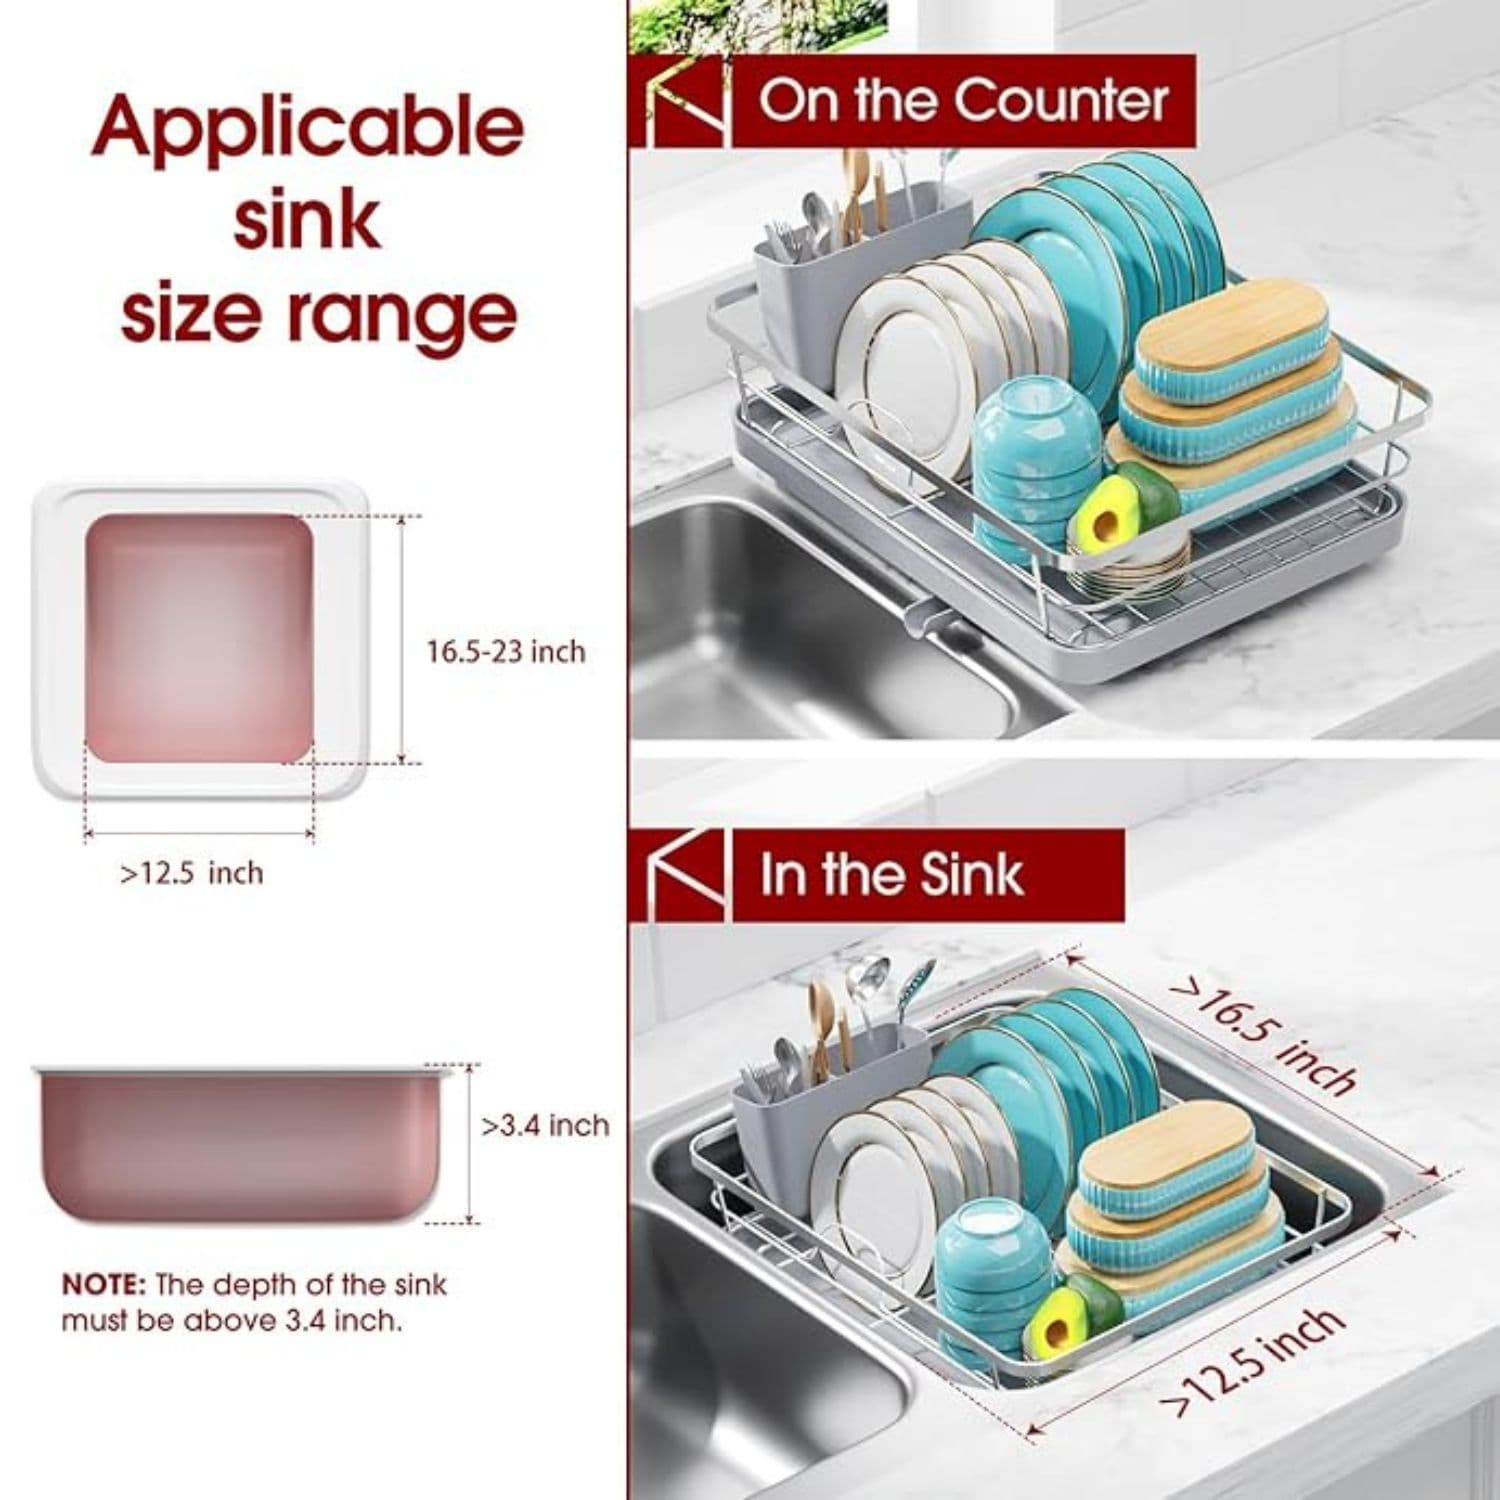 Applicable
sink
size range
16.5-23 inch
>12.5 inch
>3.4 inch
NOTE: The depth of the sink
must be above 3.4 inch.
On the Counter
In the Sink
>16.5 inch
>12.5 inch